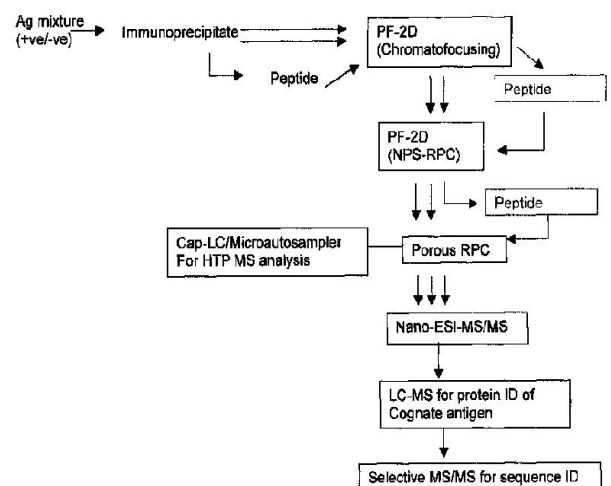 Ag mixture
(+ve/-ve)
Immunoprecipitate
Peptide
PF-2D
(Chromatofocusing)
Peptide
PF-2D
(NPS-RPC)
Peptide
Cap-LC/Microautosampler
For HTP MS analysis
Porous RPC
Nano-ESI-MS/MS
LC-MS for protein ID of
Cognate antigen
Selective MS/MS for sequence ID